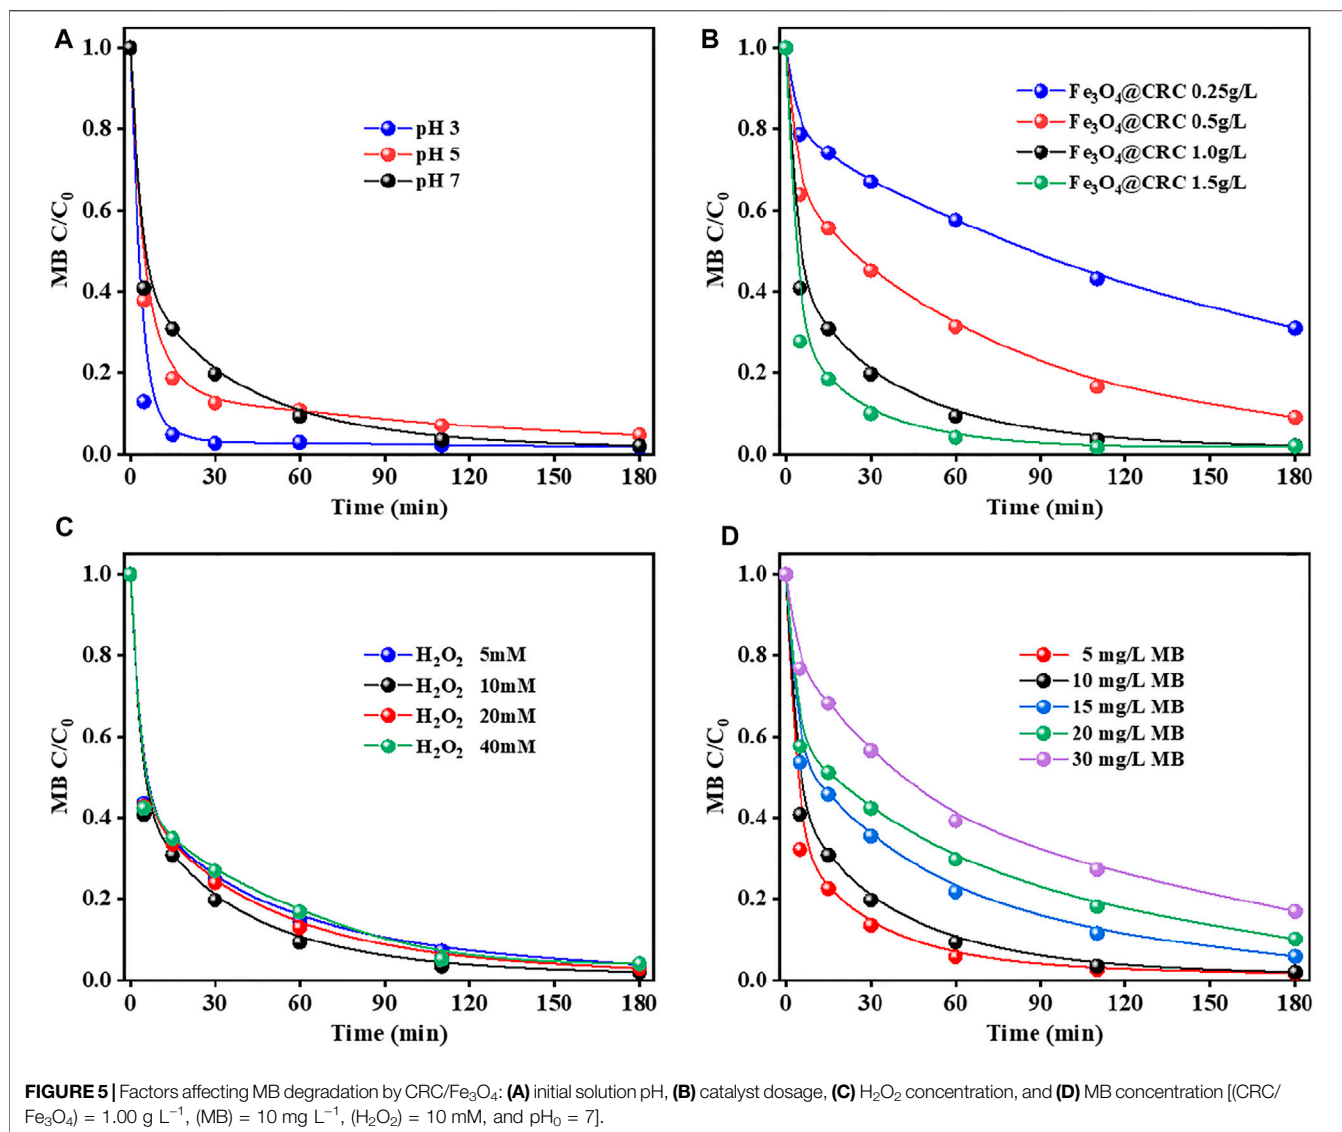 A
1.0
0.8
0.6
0.4
0.2
0.0
MB C/C₀
pH 3
pH 5
pH 7
0 30 60 90 120 150 180
Time (min)
B
1.0
0.8
0.6
0.4
0.2
0.0
MB C/C₀
Fe₃O₄@CRC 0.25g/L
Fe₃O₄@CRC 0.5g/L
Fe₃O₄@CRC 1.0g/L
Fe₃O₄@CRC 1.5g/L
0 30 60 90 120 150 180
Time (min)
C
1.0
0.8
0.6
0.4
0.2
0.0
MB C/C₀
H₂O₂ 5mM
H₂O₂ 10mM
H₂O₂ 20mM
H₂O₂ 40mM
0 30 60 90 120 150 180
Time (min)
D
1.0
0.8
0.6
0.4
0.2
0.0
MB C/C₀
5 mg/L MB
10 mg/L MB
15 mg/L MB
20 mg/L MB
30 mg/L MB
0 30 60 90 120 150 180
Time (min)
FIGURE 5 | Factors affecting MB degradation by CRC/Fe₃O₄: (A) initial solution pH, (B) catalyst dosage, (C) H₂O₂ concentration, and (D) MB concentration [(CRC/
Fe₃O₄) = 1.00 g L⁻¹, (MB) = 10 mg L⁻¹, (H₂O₂) = 10 mM, and pH₀ = 7].